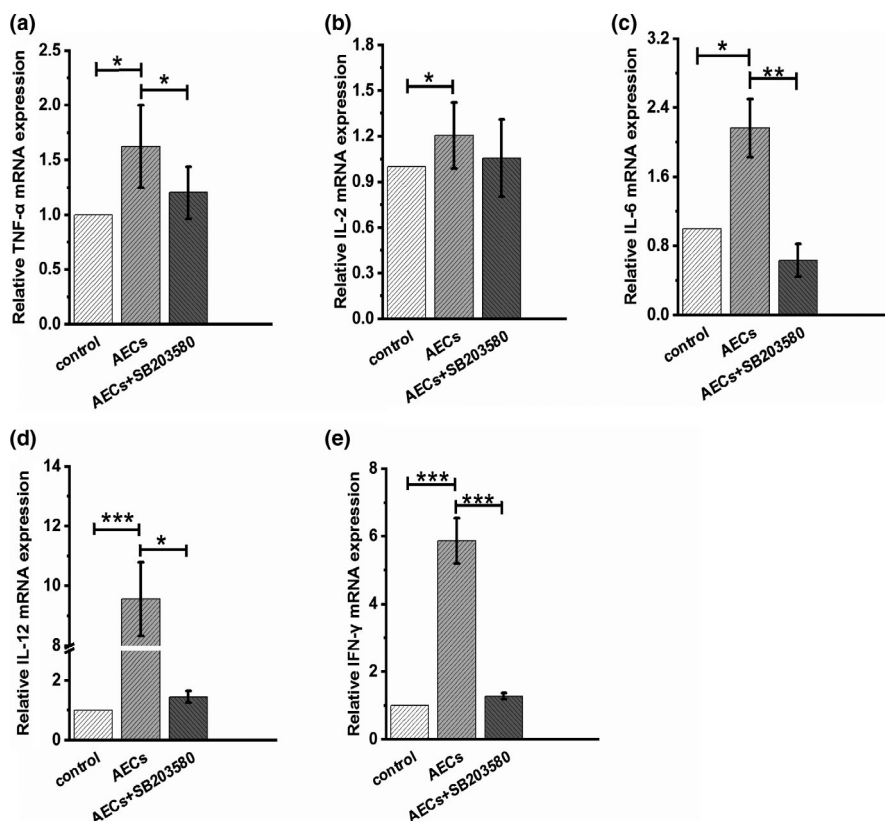 (a)
Relative TNF-α mRNA expression
2.5
2.0
1.5
1.0
0.5
0.0
*
*
control
AECs
AECs+SB203580
(b)
Relative IL-2 mRNA expression
1.8
1.5
1.2
0.9
0.6
0.3
0.0
*
control
AECs
AECs+SB203580
(c)
Relative IL-6 mRNA expression
3.2
2.4
1.6
0.8
0.0
*
**
control
AECs
AECs+SB203580
(d)
Relative IL-12 mRNA expression
14
12
10
8
2
0
***
*
control
AECs
AECs+SB203580
(e)
Relative IFN-γ mRNA expression
8
6
4
2
0
***
***
control
AECs
AECs+SB203580